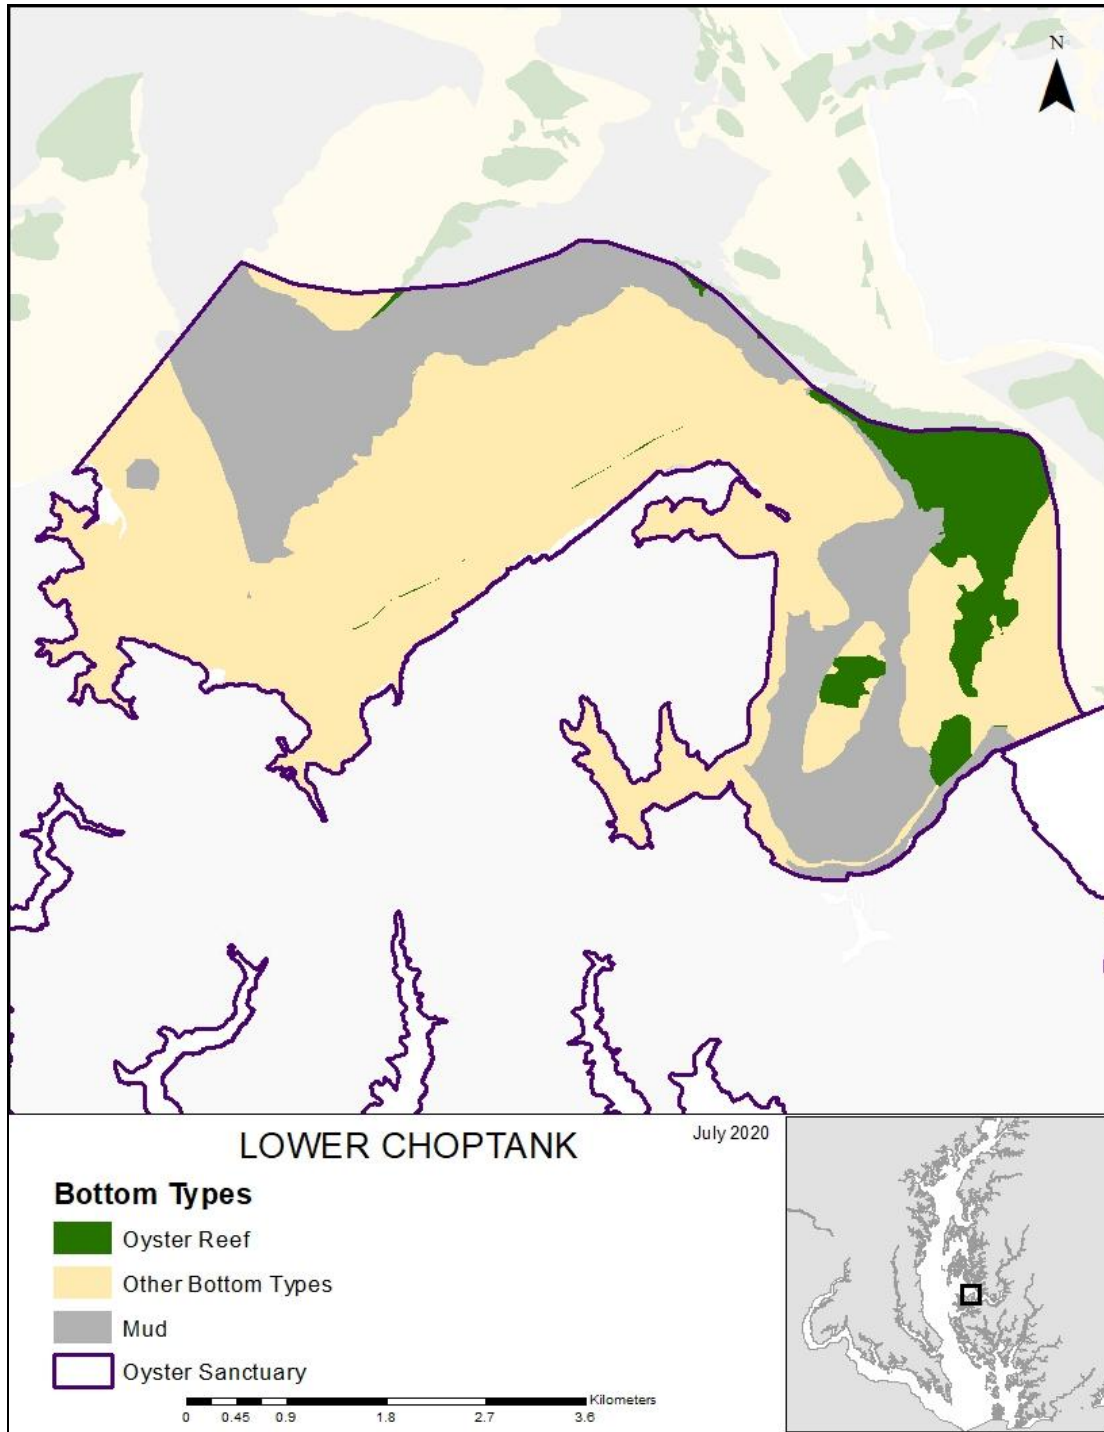 N
LOWER CHOPTANK
July 2020
Bottom Types
Oyster Reef
Other Bottom Types
Mud
Oyster Sanctuary
Kilometers
0 0.45 0.9 1.8 2.7 3.6